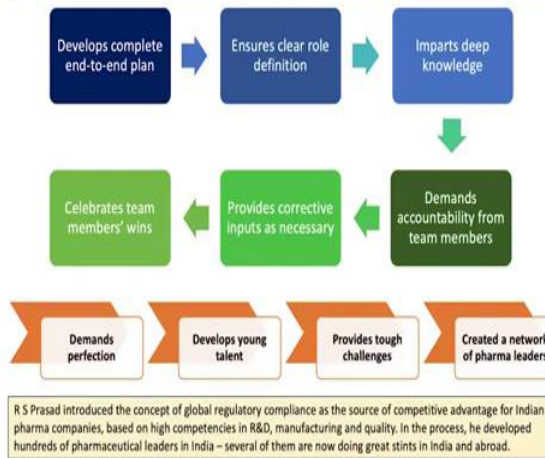 Develops complete
end-to-end plan
Ensures clear role
definition
Imparts deep
knowledge
Demands
accountability from
team members
Provides corrective
inputs as necessary
Celebrates team
members' wins
Demands
perfection
Develops young
talent
Provides tough
challenges
Created a network
of pharma leaders
R S Prasad introduced the concept of global regulatory compliance as the source of competitive advantage for Indian
pharma companies, based on high competencies in R&D, manufacturing and quality. In the process, he developed
hundreds of pharmaceutical leaders in India – several of them are now doing great stints in India and abroad.